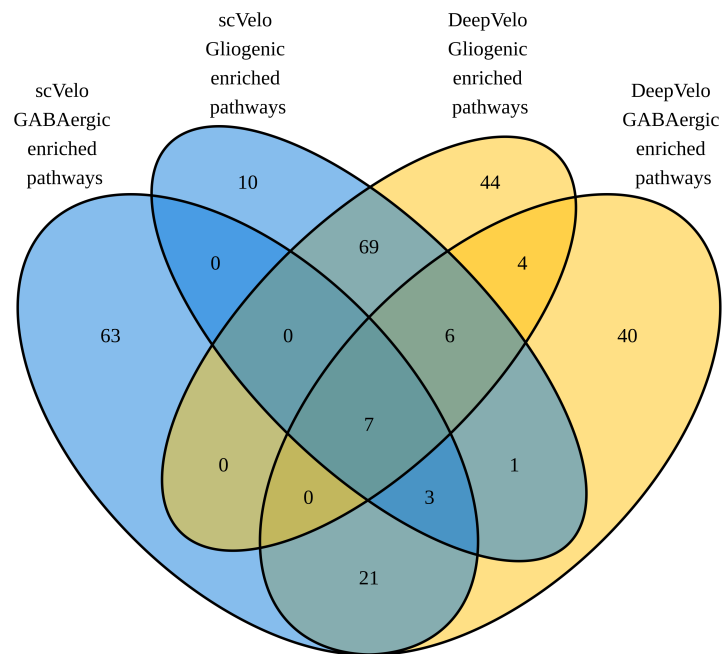 scVelo
Gliogenic
enriched
pathways
DeepVelo
Gliogenic
enriched
pathways
scVelo
GABAergic
enriched
pathways
DeepVelo
GABAergic
enriched
pathways
10
44
69
0
4
63
0
6
40
7
0
1
0
3
21